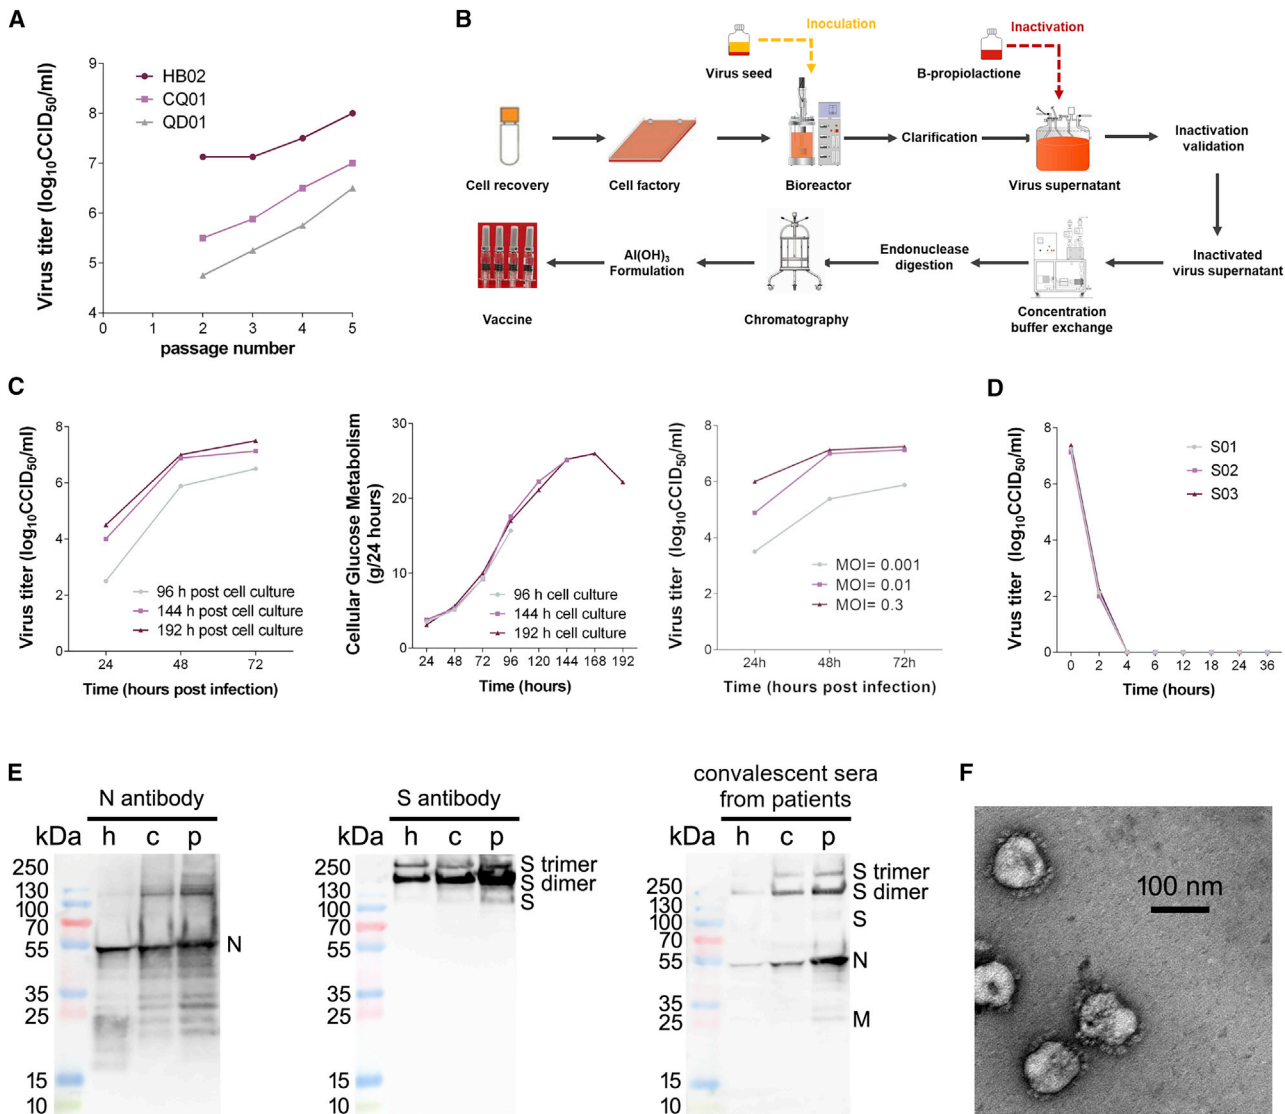 A
Virus titer (log10CCID50/ml)
9
8
7
6
5
4
HB02
CQ01
QD01
0 1 2 3 4 5
passage number
B
Inoculation
Virus seed
Inactivation
B-propiolactione
Cell recovery
Cell factory
Bioreactor
Clarification
Virus supernatant
Inactivation
validation
Inactivated
virus supernatant
Concentration
buffer exchange
Endonuclease
digestion
Chromatography
Al(OH)3
Formulation
Vaccine
C
Virus titer (log10CCID50/ml)
8
6
4
2
0
96 h post cell culture
144 h post cell culture
192 h post cell culture
24 48 72
Time (hours post infection)
Cellular Glucose Metabolism
(g/24 hours)
30
20
10
0
96 h cell culture
144 h cell culture
192 h cell culture
24 48 72 96 120 144 168 192
Time (hours)
Virus titer (log10CCID50/ml)
8
6
4
2
0
MOI= 0.001
MOI= 0.01
MOI= 0.3
24h 48h 72h
Time (hours post infection)
D
Vrus titer (log10CCID50/ml)
8
6
4
2
0
S01
S02
S03
0 2 4 6 12 18 24 36
Time (hours)
E
N antibody
kDa h c p
250
130
100
70
55
35
25
15
10
N
S antibody
kDa h c p
250
130
100
70
55
35
25
15
10
S trimer
S dimer
S
convalescent sera
from patients
kDa h c p
250
130
100
70
55
35
25
15
10
S trimer
S dimer
S
N
M
F
100 nm